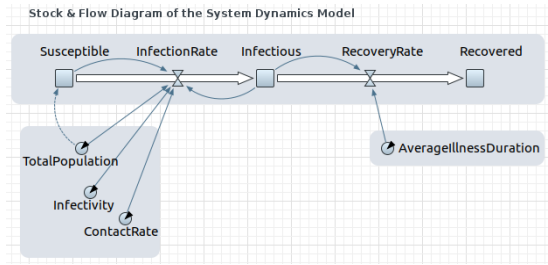 Stock & Flow Diagram of the System Dynamics Model
Susceptible InfectionRate Infectious RecoveryRate Recovered
TotalPopulation
AverageIllnessDuration
Infectivity
ContactRate